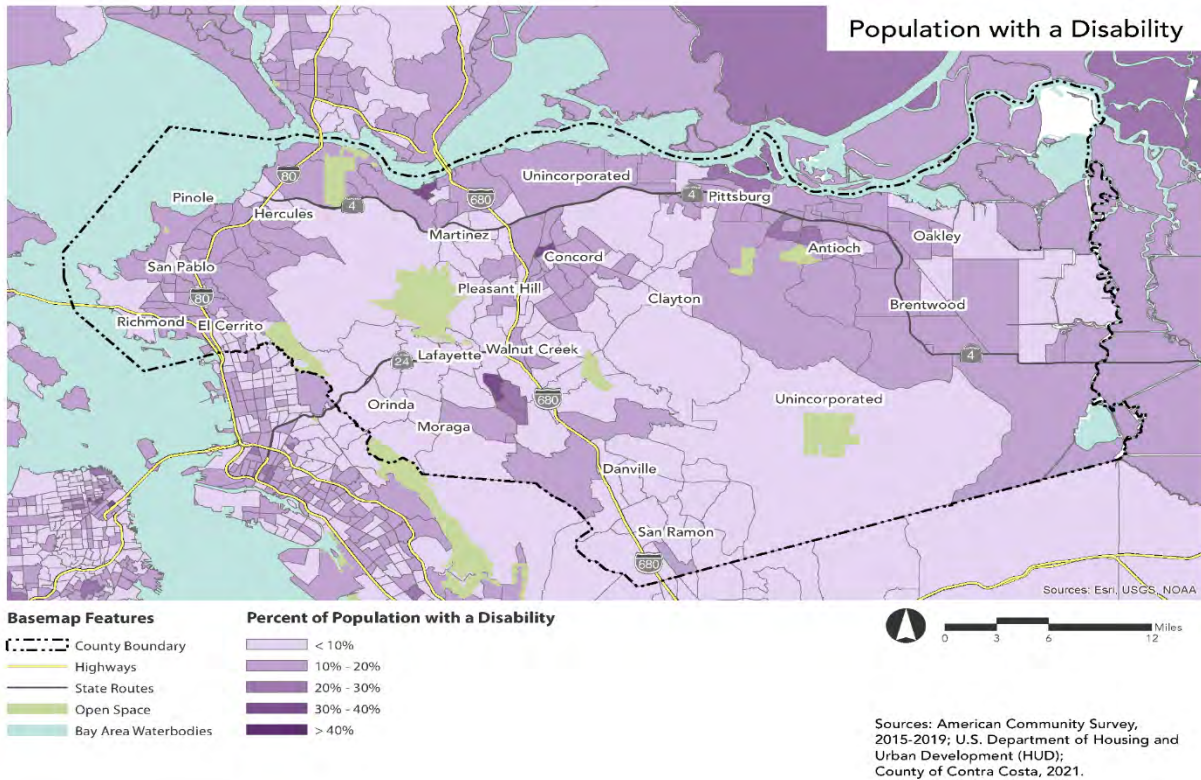 Population with a Disability
Unincorporated
Pinole
80
Hercules
4
680
Martinez
4
Pittsburg
Concord
Antioch
Oakley
San Pablo
80
Pleasant Hill
Clayton
Brentwood
Richmond
El Cerrito
24
Lafayette
Walnut Creek
4
Orinda
680
Unincorporated
Moraga
Danville
San Ramon
680
Sources: Esri, USGS, NOAA
Basemap Features
County Boundary
Highways
State Routes
Open Space
Bay Area Waterbodies
Percent of Population with a Disability
< 10%
10% - 20%
20% - 30%
30% - 40%
> 40%
Miles
0 3 6 12
Sources: American Community Survey,
2015-2019; U.S. Department of Housing and
Urban Development (HUD);
County of Contra Costa, 2021.